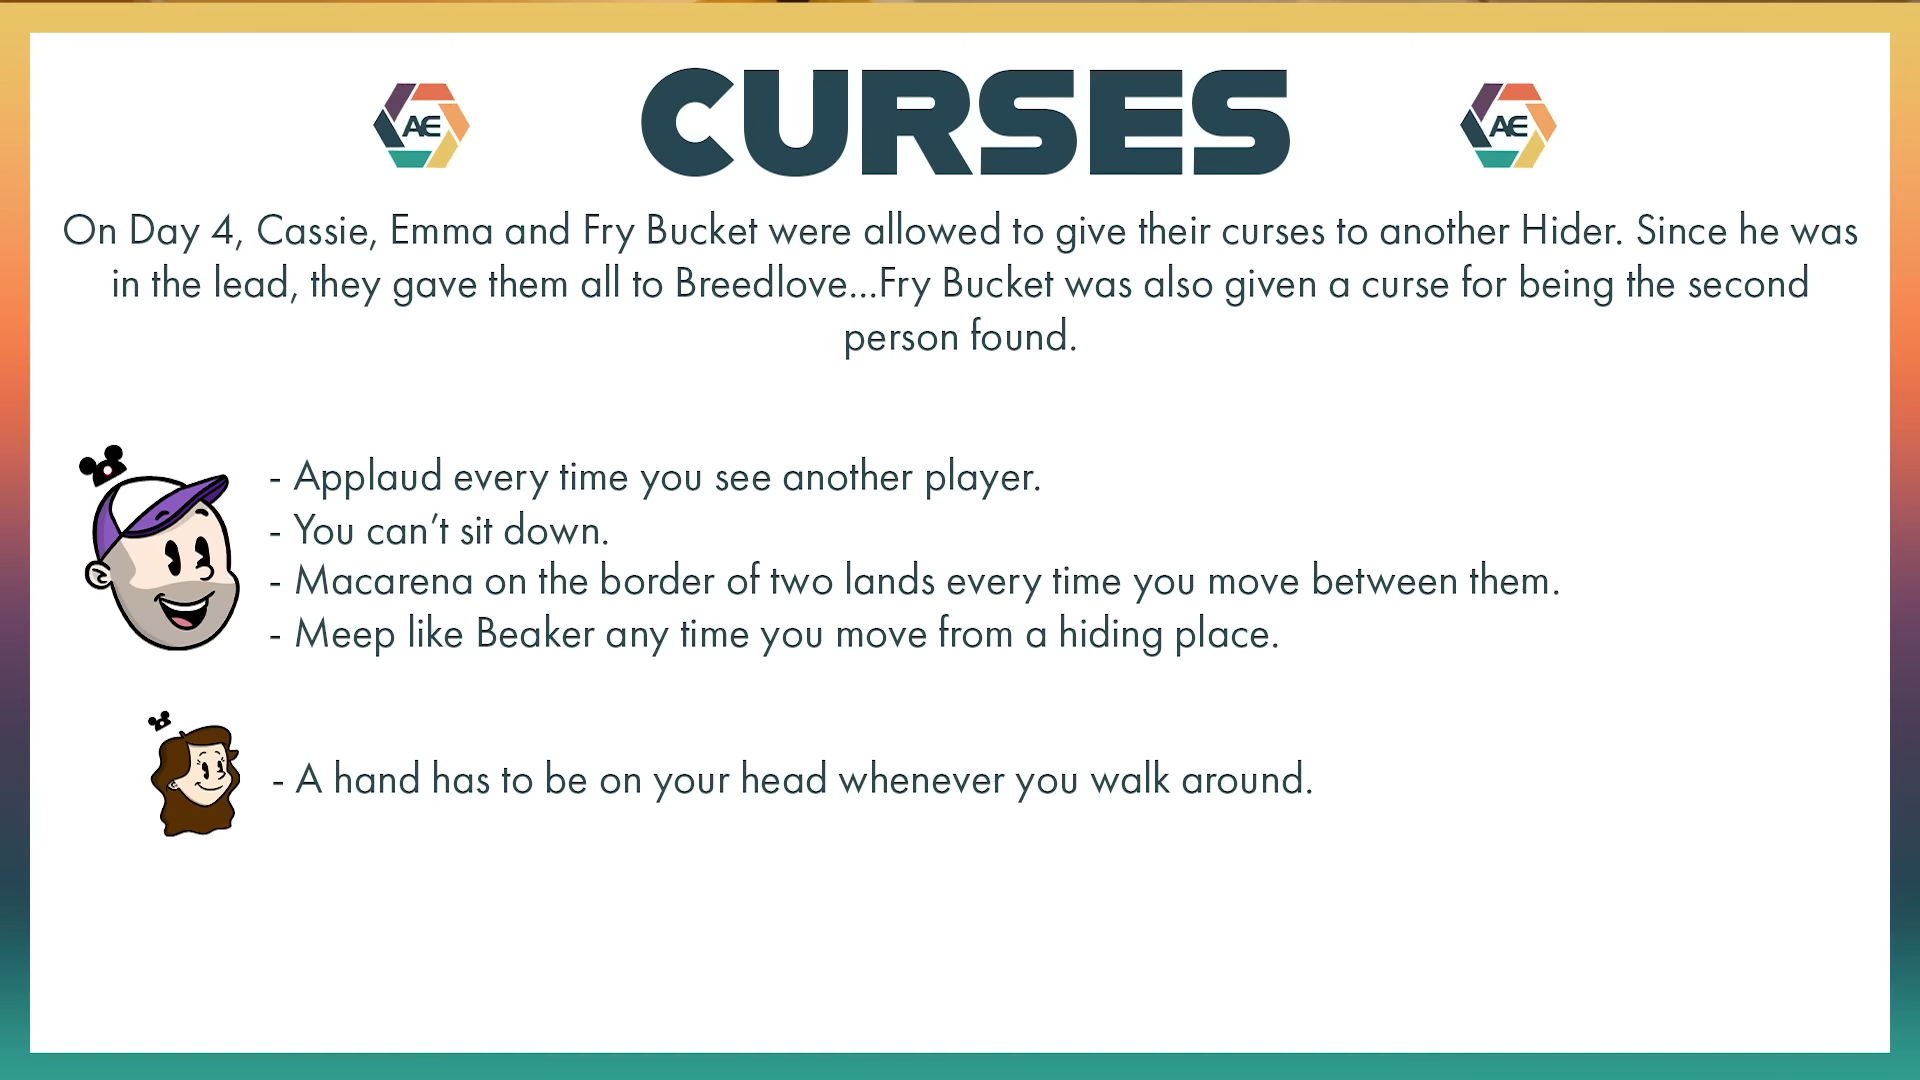 CURSES
AE
AE
On Day 4, Cassie, Emma and Fry Bucket were allowed to give their curses to another Hider. Since he was
in the lead, they gave them all to Breedlove...Fry Bucket was also given a curse for being the second
person found.
- Applaud every time you see another player.
- You can’t sit down.
- Macarena on the border of two lands every time you move between them.
- Meep like Beaker any time you move from a hiding place.
- A hand has to be on your head whenever you walk around.